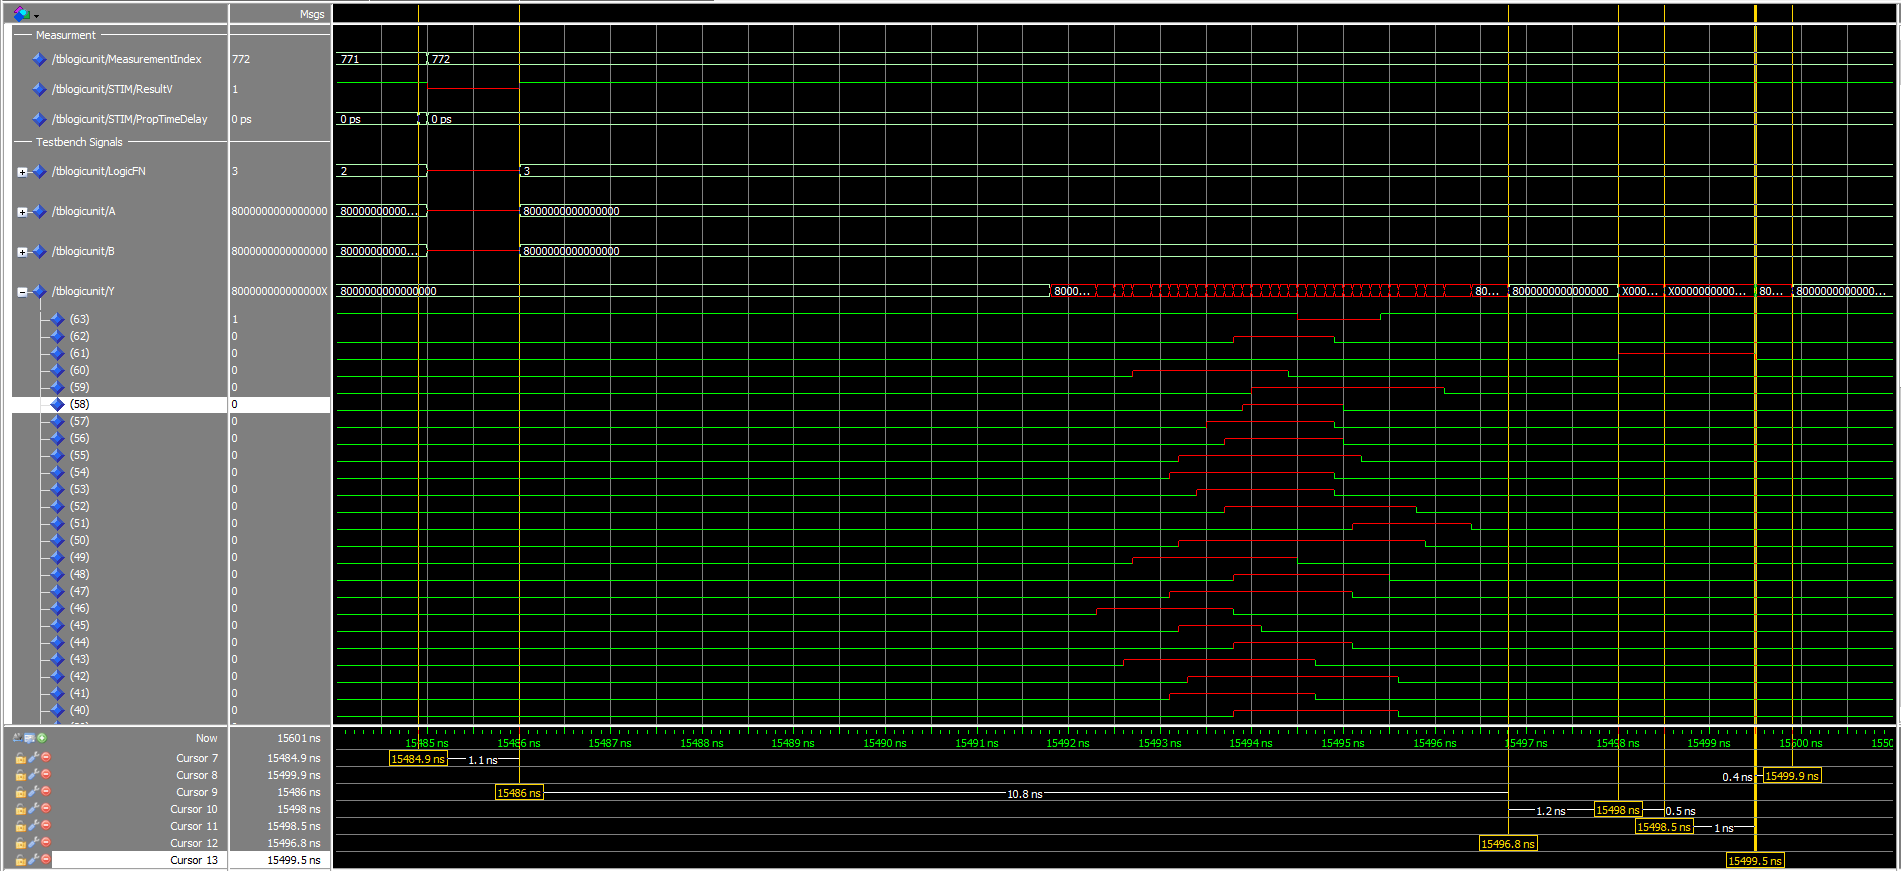 Msgs
Measurment
/tblogicunit/MeasurementIndex 772 771 772
/tblogicunit/STIM/ResultV 1
/tblogicunit/STIM/PropTimeDelay 0 ps 0 ps 0 ps
Testbench Signals
/tblogicunit/LogicFN 3 2 3
/tblogicunit/A 8000000000000000 80000000000... 8000000000000000
/tblogicunit/B 8000000000000000 80000000000... 8000000000000000
/tblogicunit/Y 800000000000000X 8000000000000000 8000... 80... 8000000000000000 X000... X0000000000... 80... 800000000000...
(63) 1
(62) 0
(61) 0
(60) 0
(59) 0
(58) 0
(57) 0
(56) 0
(55) 0
(54) 0
(53) 0
(52) 0
(51) 0
(50) 0
(49) 0
(48) 0
(47) 0
(46) 0
(45) 0
(44) 0
(43) 0
(42) 0
(41) 0
(40) 0
Now 15601 ns 15485 ns 15486 ns 15487 ns 15488 ns 15489 ns 15490 ns 15491 ns 15492 ns 15493 ns 15494 ns 15495 ns 15496 ns 15497 ns 15498 ns 15499 ns 15500 ns 1550
Cursor 7 15484.9 ns 15484.9 ns 1.1 ns
Cursor 8 15499.9 ns 0.4 ns 15499.9 ns
Cursor 9 15486 ns 15486 ns 10.8 ns
Cursor 10 15498 ns 1.2 ns 15498 ns 0.5 ns
Cursor 11 15498.5 ns 15498.5 ns 1 ns
Cursor 12 15496.8 ns 15496.8 ns
Cursor 13 15499.5 ns 15499.5 ns